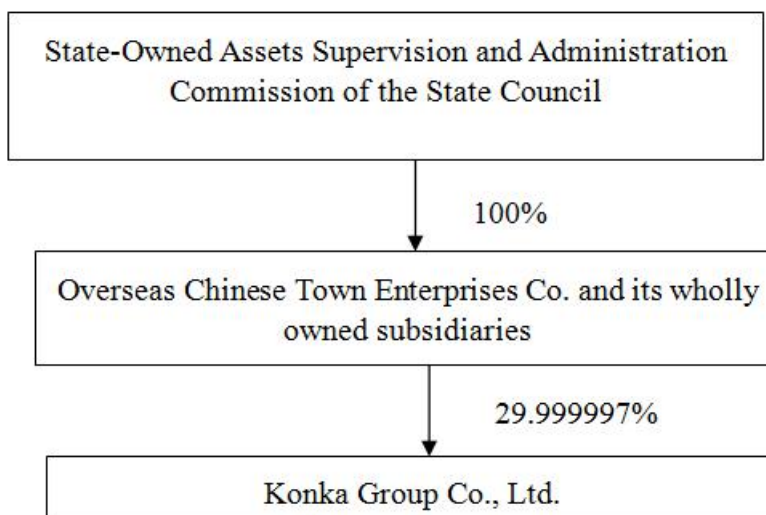 State-Owned Assets Supervision and Administration
Commission of the State Council
100%
Overseas Chinese Town Enterprises Co. and its wholly
owned subsidiaries
29.999997%
Konka Group Co., Ltd.